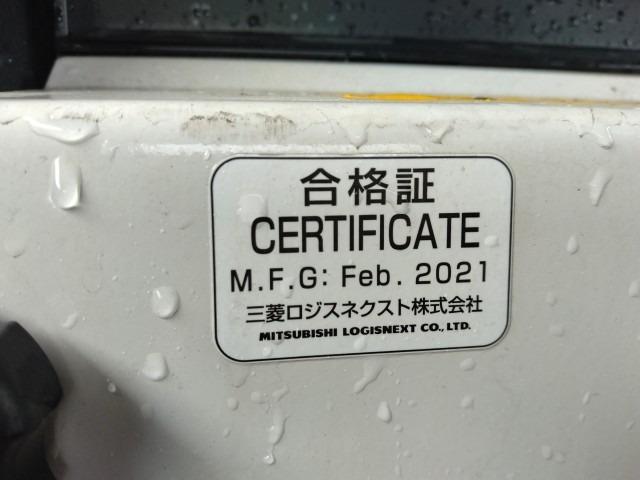 合格証
CERTIFICATE
M.F.G: Feb. 2021
三菱ロジスネクスト株式会社
MITSUBISHI LOGISNEXT CO., LTD.